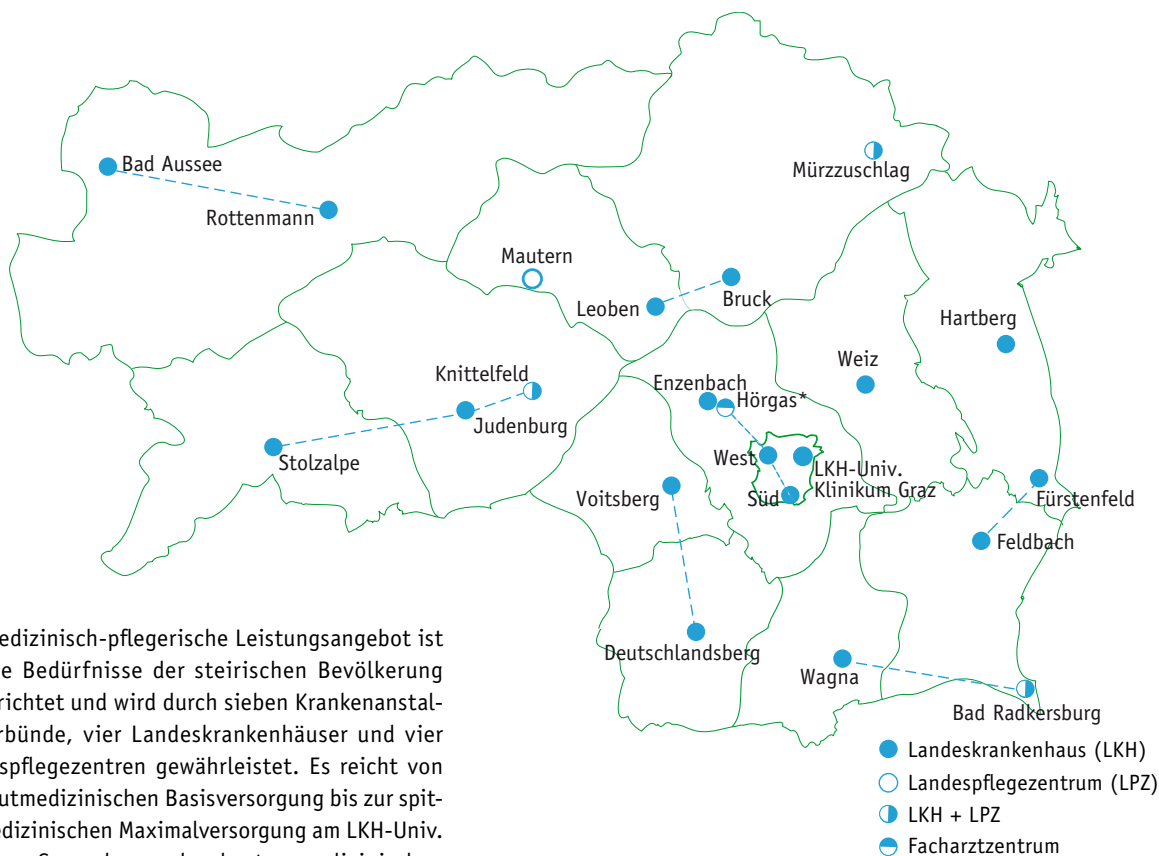 Bad Aussee
Rottenmann
Mürzzuschlag
Mautern
Leoben
Bruck
Hartberg
Weiz
Knittelfeld
Judenburg
Stolzalpe
Enzenbach
Hörgas*
West
LKH-Univ.
Klinikum Graz
Süd
Voitsberg
Fürstenfeld
Feldbach
Deutschlandsberg
Wagna
Bad Radkersburg
Landeskrankenhaus (LKH)
Landespflegezentrum (LPZ)
LKH + LPZ
Facharztzentrum
edizinisch-pflegerische Leistungsangebot ist
e Bedürfnisse der steirischen Bevölkerung
richtet und wird durch sieben Krankenanstal-
rbünde, vier Landeskrankenhäuser und vier
spflegezentren gewährleistet. Es reicht von
utmedizinischen Basisversorgung bis zur spit-
edizinischen Maximalversorgung am LKH-Univ.